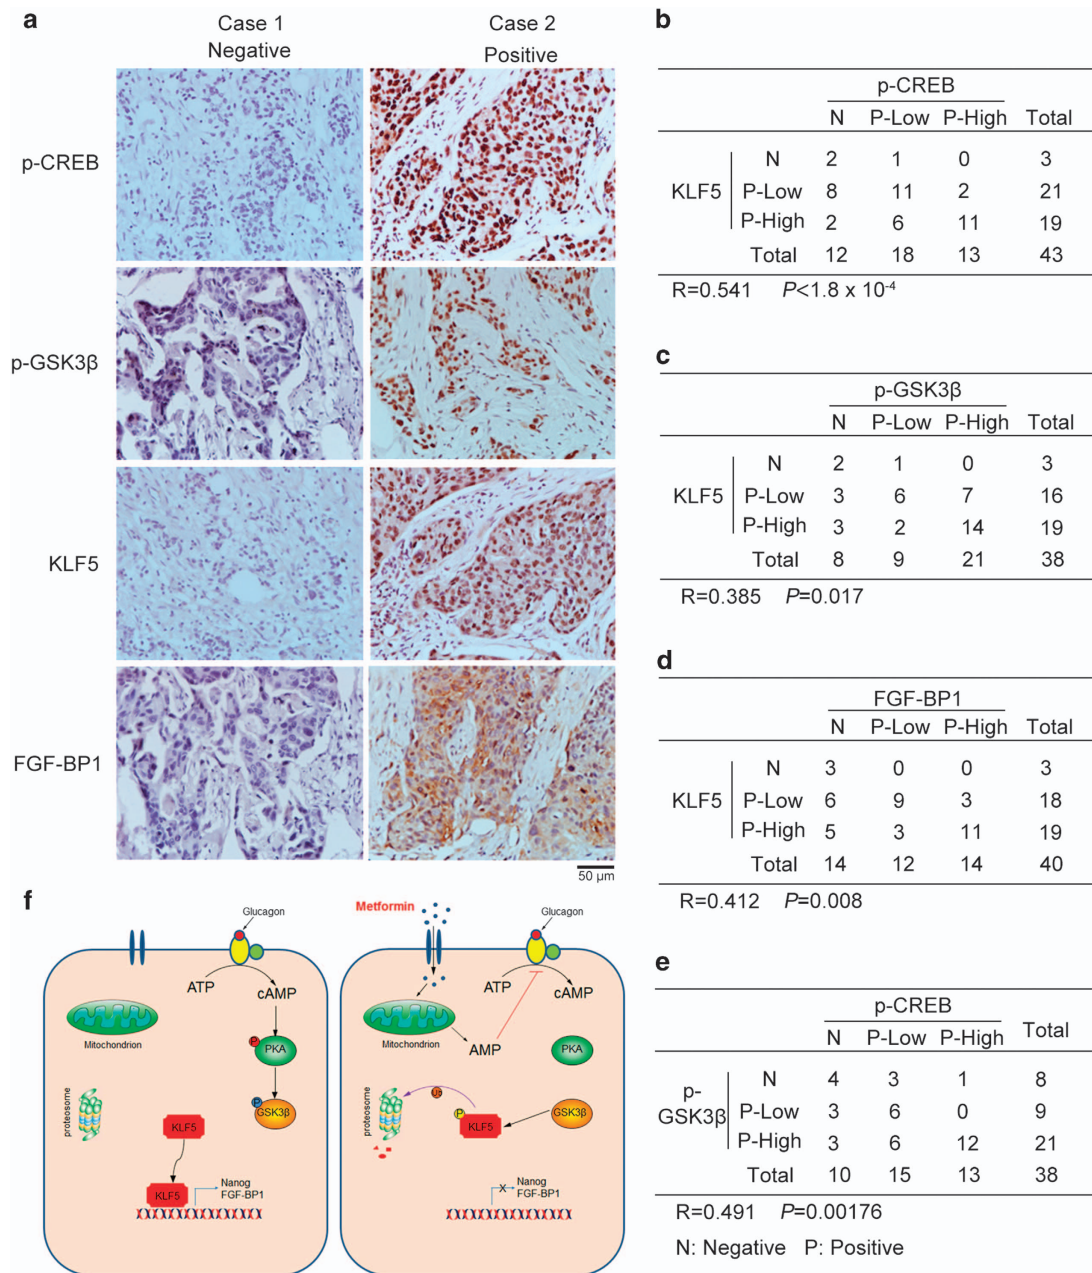 a
Case 1
Negative
Case 2
Positive
p-CREB
p-GSK3β
KLF5
FGF-BP1
50 µm
b
p-CREB
N P-Low P-High Total
KLF5
N 2 1 0 3
P-Low 8 11 2 21
P-High 2 6 11 19
Total 12 18 13 43
R=0.541 P<1.8 x 10-4
c
p-GSK3β
N P-Low P-High Total
KLF5
N 2 1 0 3
P-Low 3 6 7 16
P-High 3 2 14 19
Total 8 9 21 38
R=0.385 P=0.017
d
FGF-BP1
N P-Low P-High Total
KLF5
N 3 0 0 3
P-Low 6 9 3 18
P-High 5 3 11 19
Total 14 12 14 40
R=0.412 P=0.008
e
p-CREB
N P-Low P-High Total
p-
GSK3β
N 4 3 1 8
P-Low 3 6 0 9
P-High 3 6 12 21
Total 10 15 13 38
R=0.491 P=0.00176
N: Negative P: Positive
f
Glucagon
ATP
cAMP
Mitochondrion
P
PKA
P
GSK3β
proteosome
KLF5
KLF5
Nanog
FGF-BP1
Metformin
Glucagon
ATP
cAMP
Mitochondrion
AMP
PKA
proteosome
Ub
P
KLF5
GSK3β
X
Nanog
FGF-BP1